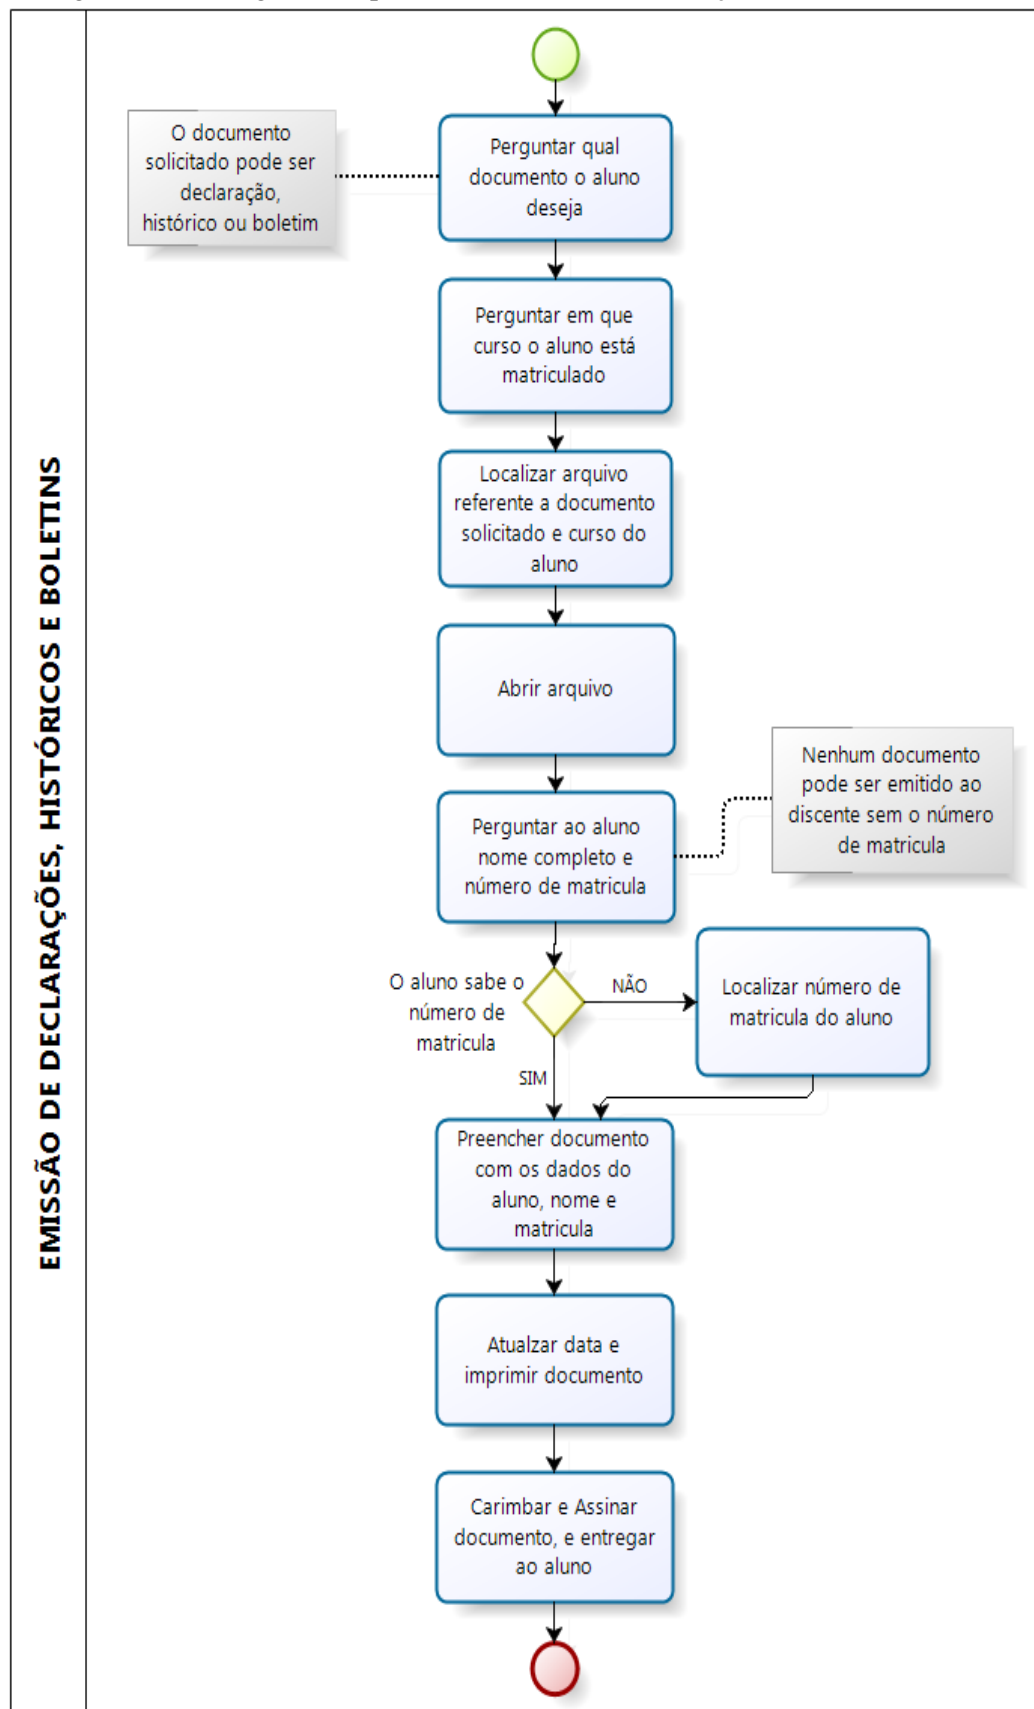 EMISSÃO DE DECLARAÇÕES, HISTÓRICOS E BOLETINS
O documento
solicitado pode ser
declaração,
histórico ou boletim
Perguntar qual
documento o aluno
deseja
Perguntar em que
curso o aluno está
matriculado
Localizar arquivo
referente a documento
solicitado e curso do
aluno
Abrir arquivo
Perguntar ao aluno
nome completo e
número de matricula
Nenhum documento
pode ser emitido ao
discente sem o número
de matricula
O aluno sabe o
número de
matricula
NÃO
Localizar número de
matricula do aluno
SIM
Preencher documento
com os dados do
aluno, nome e
matricula
Atualzar data e
imprimir documento
Carimbar e Assinar
documento, e entregar
ao aluno